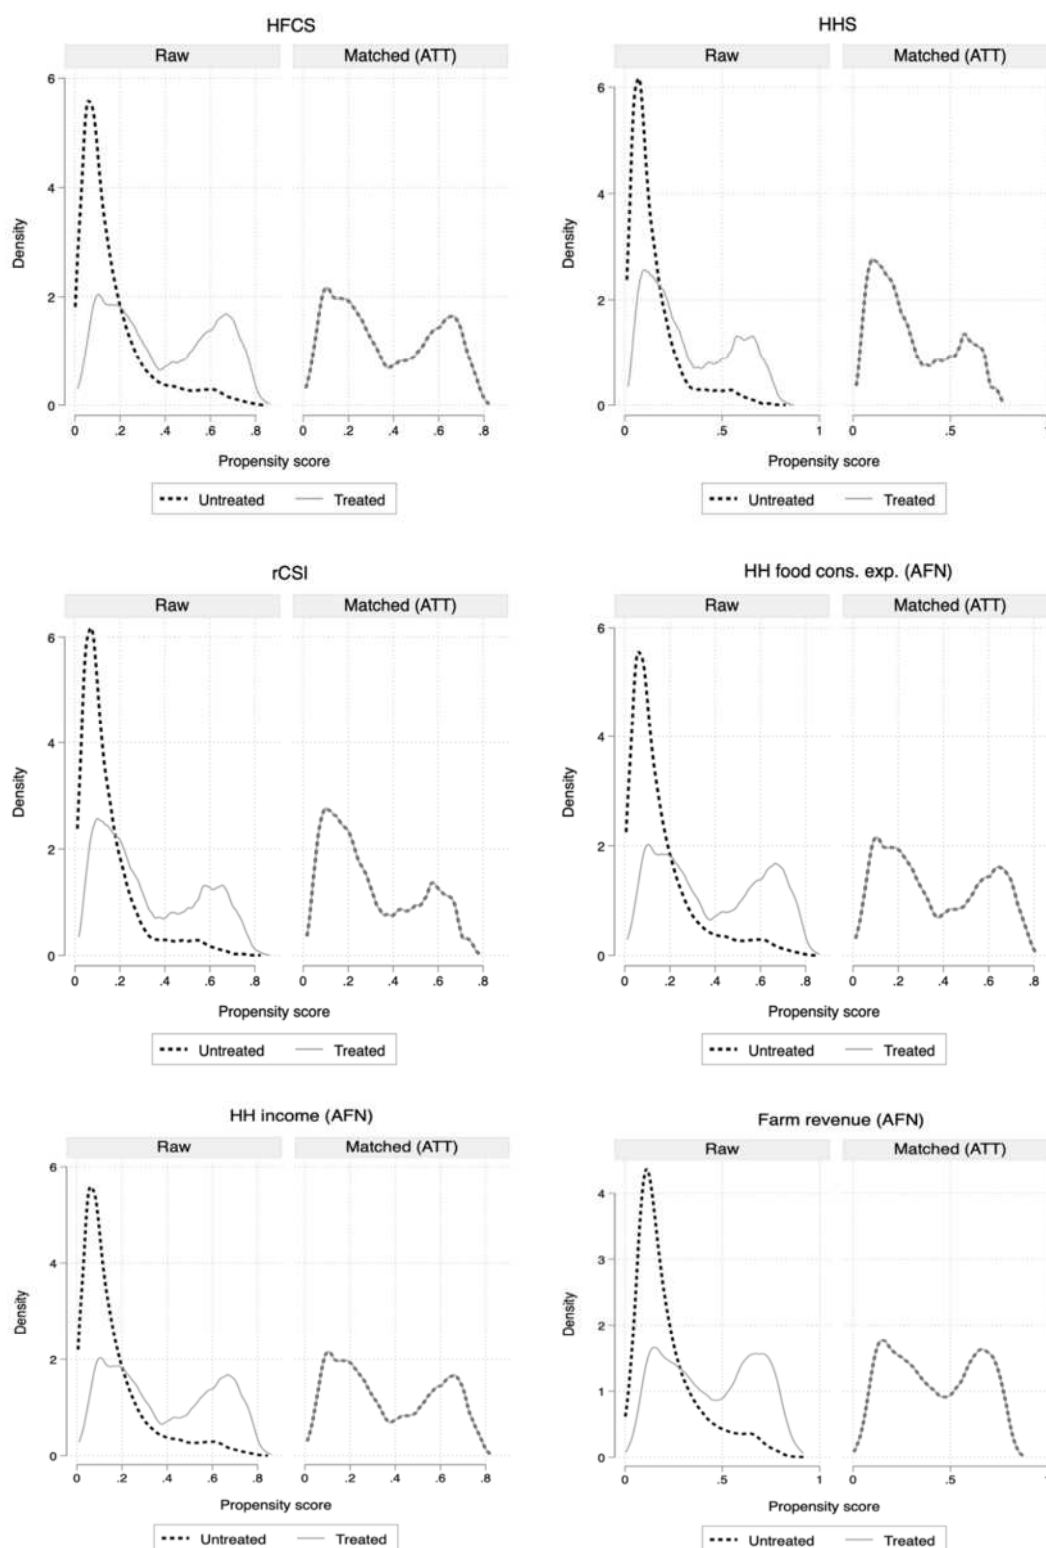 HFCS
Raw Matched (ATT)
6
4
2
0
Density
0 .2 .4 .6 .8 0 .2 .4 .6 .8
Propensity score
Untreated Treated
HHS
Raw Matched (ATT)
6
4
2
0
Density
0 .5 1 0 .5 1
Propensity score
Untreated Treated
rCSI
Raw Matched (ATT)
6
4
2
0
Density
0 .2 .4 .6 .8 0 .2 .4 .6 .8
Propensity score
Untreated Treated
HH food cons. exp. (AFN)
Raw Matched (ATT)
6
4
2
0
Density
0 .2 .4 .6 .8 0 .2 .4 .6 .8
Propensity score
Untreated Treated
HH income (AFN)
Raw Matched (ATT)
6
4
2
0
Density
0 .2 .4 .6 .8 0 .2 .4 .6 .8
Propensity score
Untreated Treated
Farm revenue (AFN)
Raw Matched (ATT)
4
3
2
1
0
Density
0 .5 1 0 .5 1
Propensity score
Untreated Treated